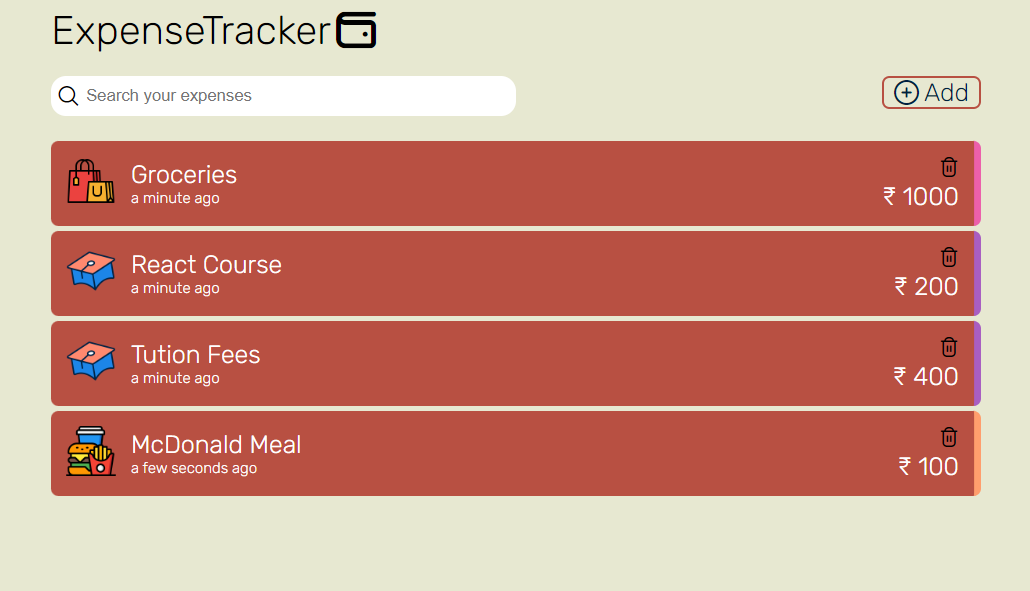 ExpenseTracker
Search your expenses
Add
Groceries
a minute ago
₹ 1000
React Course
a minute ago
₹ 200
Tution Fees
a minute ago
₹ 400
McDonald Meal
a few seconds ago
₹ 100